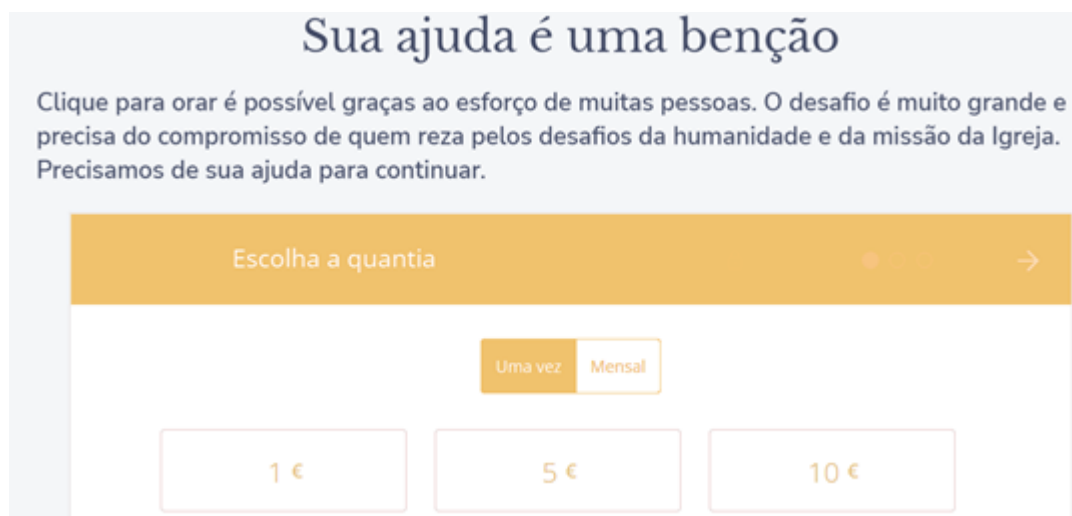 Sua ajuda é uma benção
Clique para orar é possível graças ao esforço de muitas pessoas. O desafio é muito grande e
precisa do compromisso de quem reza pelos desafios da humanidade e da missão da Igreja.
Precisamos de sua ajuda para continuar.
Escolha a quantia
Uma vez Mensal
1 € 5 € 10 €